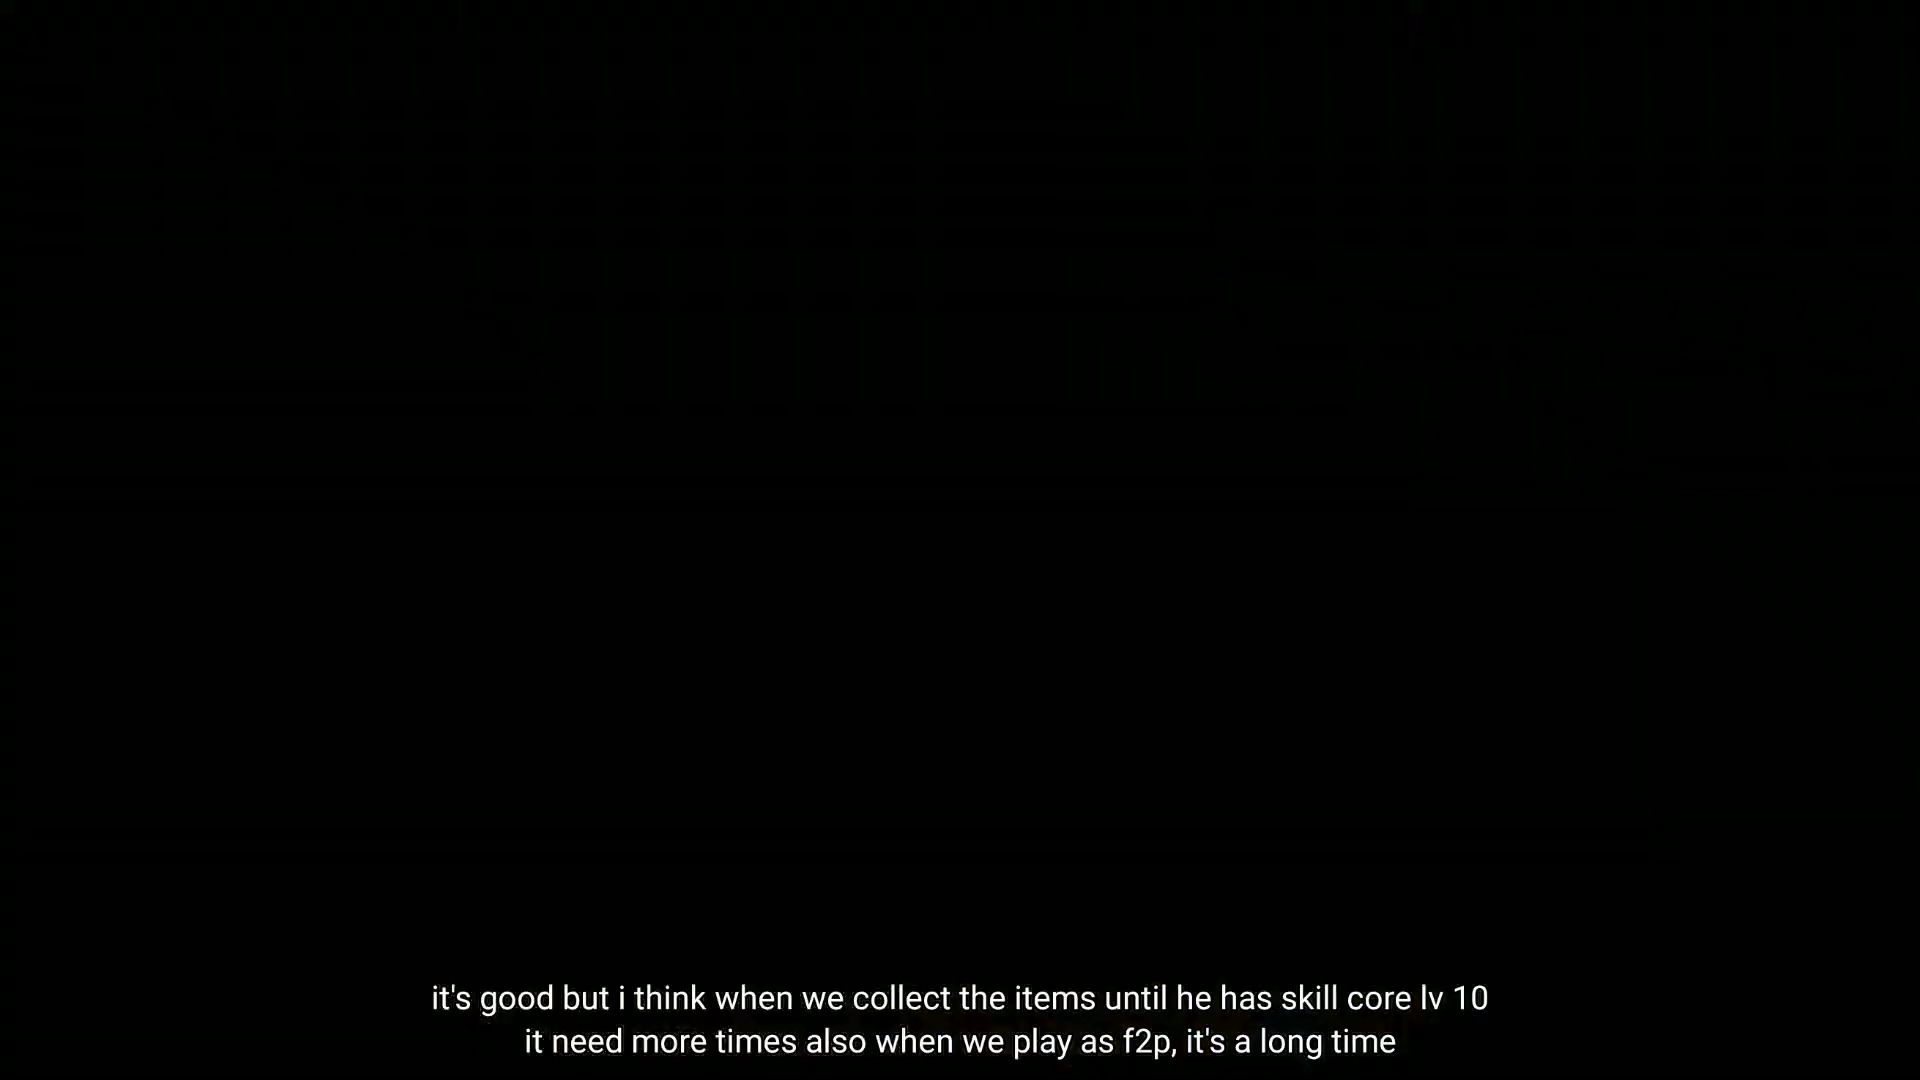 it's good but i think when we collect the items until he has skill core lv 10
it need more times also when we play as f2p, it's a long time